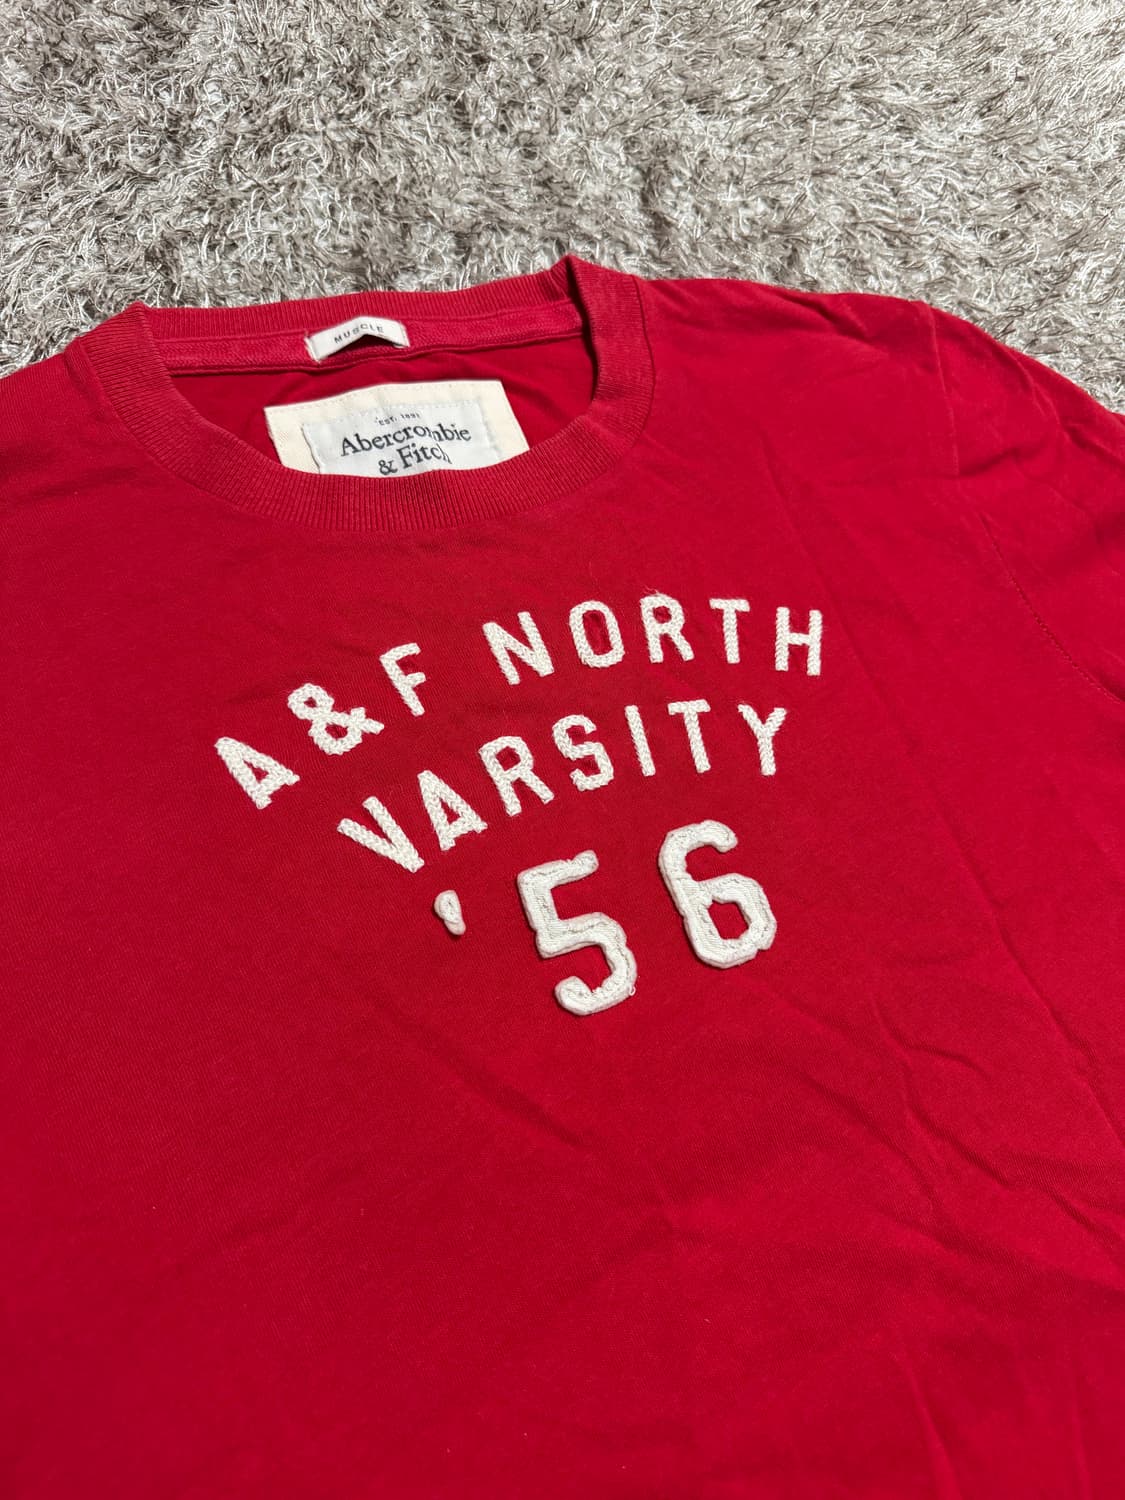 MUSCLE
EST. 1892
Abercrombie
& Fitch
A&F NORTH
VARSITY
'56